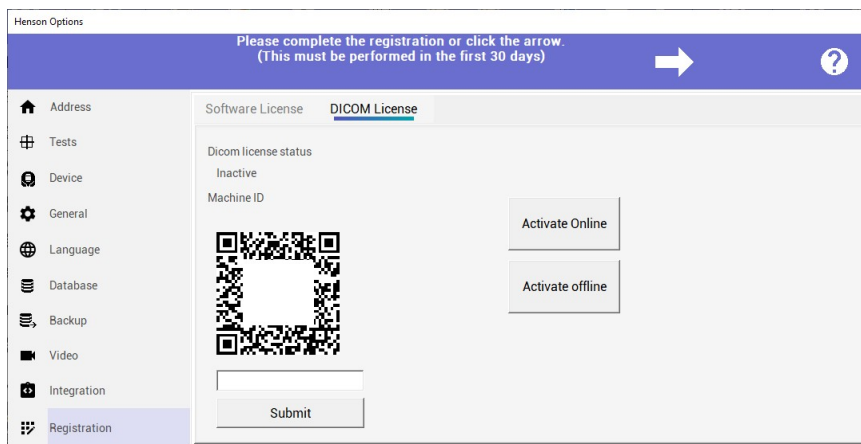 Henson Options
Please complete the registration or click the arrow.
(This must be performed in the first 30 days)
?
Address
Tests
Device
General
Language
Database
Backup
Video
Integration
Registration
Software License
DICOM License
Dicom license status
Inactive
Machine ID
Activate Online
Activate offline
Submit